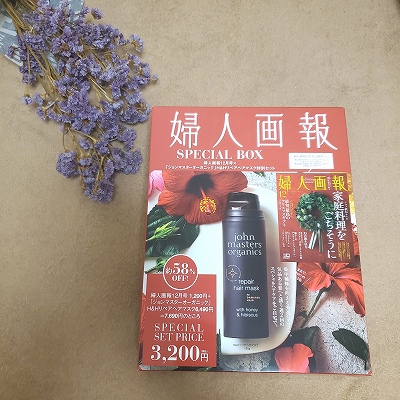 婦人画報
SPECIAL BOX
婦人画報12月号+
「ジョンマスターオーガニック」H&Hリペアヘアマスク特別セット
婦人画報
12
家庭料理を
ごちそうに
john
masters
organics
repair
hair mask
with honey
& hibiscus
約58%
OFF!
婦人画報12月号 1,200円+
「ジョンマスターオーガニック」
H&Hリペアヘアマスク6,490円
=7,690円のところ
SPECIAL
SET PRICE
3,200円